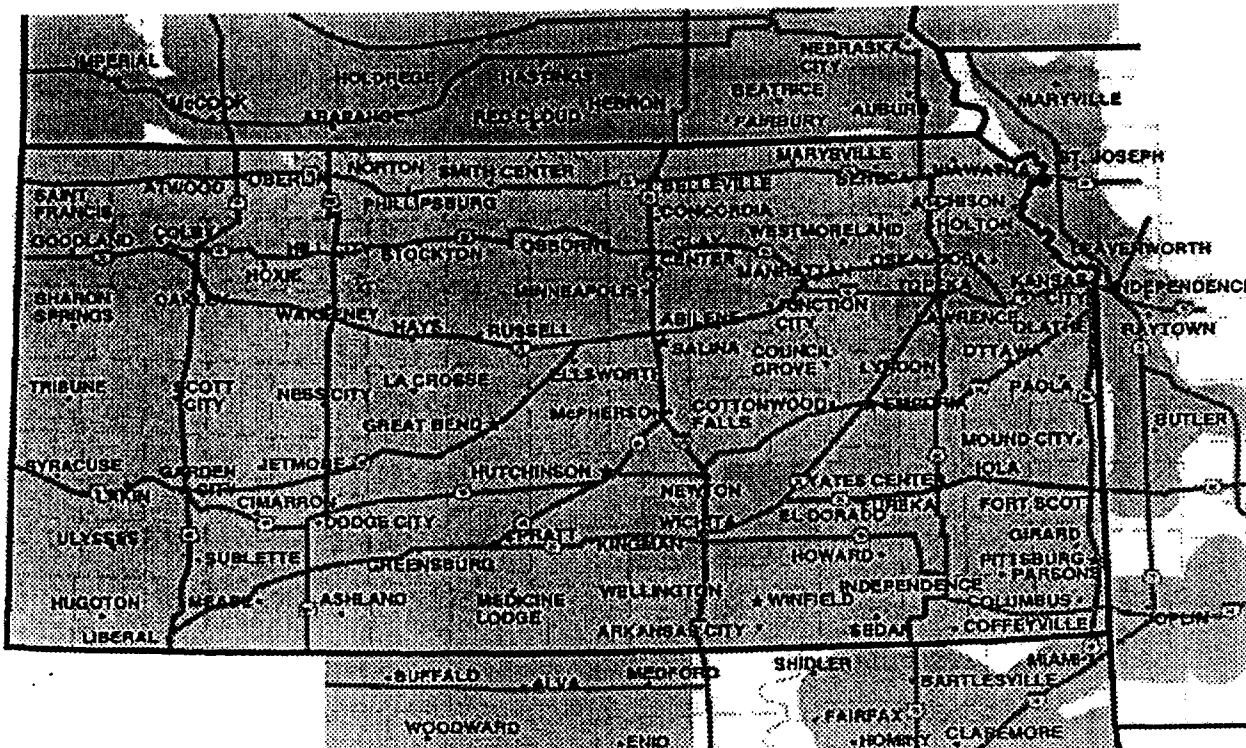 NEBRASKA
CITY
IMPERIAL
HOLDREGE
HASTINGS
McCOOK
HEBRON
BEATRICE
AUBURN
MARYVILLE
ARAPAHOE
RED CLOUD
FAIRBURY
NORTON
SMITH CENTER
MARYSVILLE
ST. JOSEPH
SAINT
FRANCIS
ATWOOD
OBERLIN
BELLEVILLE
SENECA
HIAWATHA
PHILLIPSBURG
CONCORDIA
ATCHISON
HOLTON
GOODLAND
COLBY
HILL CITY
STOCKTON
OSBORNE
CLAY
CENTER
WESTMORELAND
LEAVENWORTH
HOXIE
MANHATTAN
OSKALOOSA
SHARON
SPRINGS
OAKLEY
MINNEAPOLIS
JUNCTION
CITY
TOPEKA
KANSAS
CITY
INDEPENDENCE
WAKEENEY
HAYS
RUSSELL
ABILENE
LAWRENCE
OLATHE
RAYTOWN
SALINA
COUNCIL
GROVE
OTTAWA
TRIBUNE
SCOTT
CITY
NESS CITY
LA CROSSE
ELLSWORTH
LYNDON
PAOLA
McPHERSON
COTTONWOOD
FALLS
EMPORIA
BUTLER
GREAT BEND
MOUND CITY
SYRACUSE
LAKIN
GARDEN
CITY
JETMORE
HUTCHINSON
IOLA
CIMARRON
NEWTON
YATES CENTER
FORT SCOT
DODGE CITY
WICHITA
EL DORADO
EUREKA
ULYSSES
SUBLETTE
PRATT
KINGMAN
GIRARD
GREENSBURG
HOWARD
PITTSBURG
PARSONS
HUGOTON
MEADE
ASHLAND
MEDICINE
LODGE
WELLINGTON
WINFIELD
INDEPENDENCE
COLUMBUS
JOPLIN
LIBERAL
ARKANSAS CITY
SEDAN
COFFEYVILLE
BUFFALO
ALVA
MEDFORD
SHIDLER
MIAMI
BARTLESVILLE
WOODWARD
ENID
FAIRFAX
HOMINY
CLAREMORE